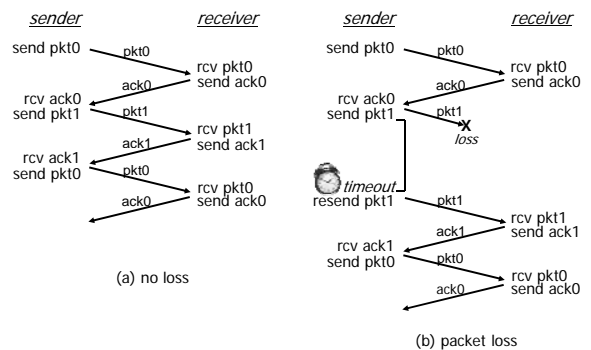 sender
receiver
send pkt0
pkt0
rcv pkt0
send ack0
ack0
rcv ack0
send pkt1
pkt1
rcv pkt1
send ack1
ack1
rcv ack1
send pkt0
pkt0
rcv pkt0
send ack0
ack0
(a) no loss
sender
receiver
send pkt0
pkt0
rcv pkt0
send ack0
ack0
rcv ack0
send pkt1
pkt1
X
loss
timeout
resend pkt1
pkt1
rcv pkt1
send ack1
ack1
rcv ack1
send pkt0
pkt0
rcv pkt0
send ack0
ack0
(b) packet loss